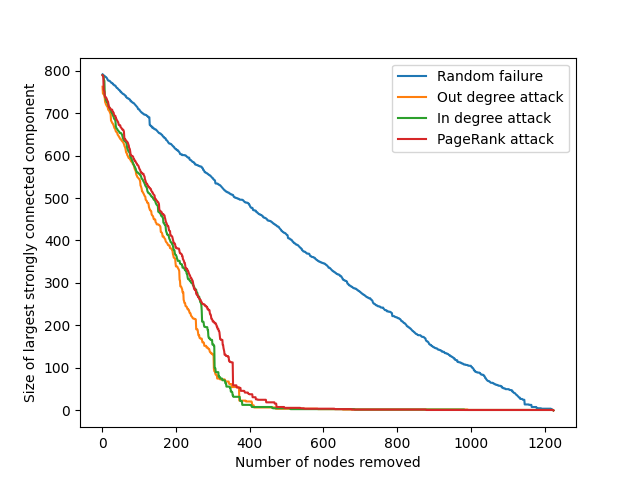 Random failure
Out degree attack
In degree attack
PageRank attack
800
700
600
500
400
300
200
100
0
Size of largest strongly connected component
0 200 400 600 800 1000 1200
Number of nodes removed